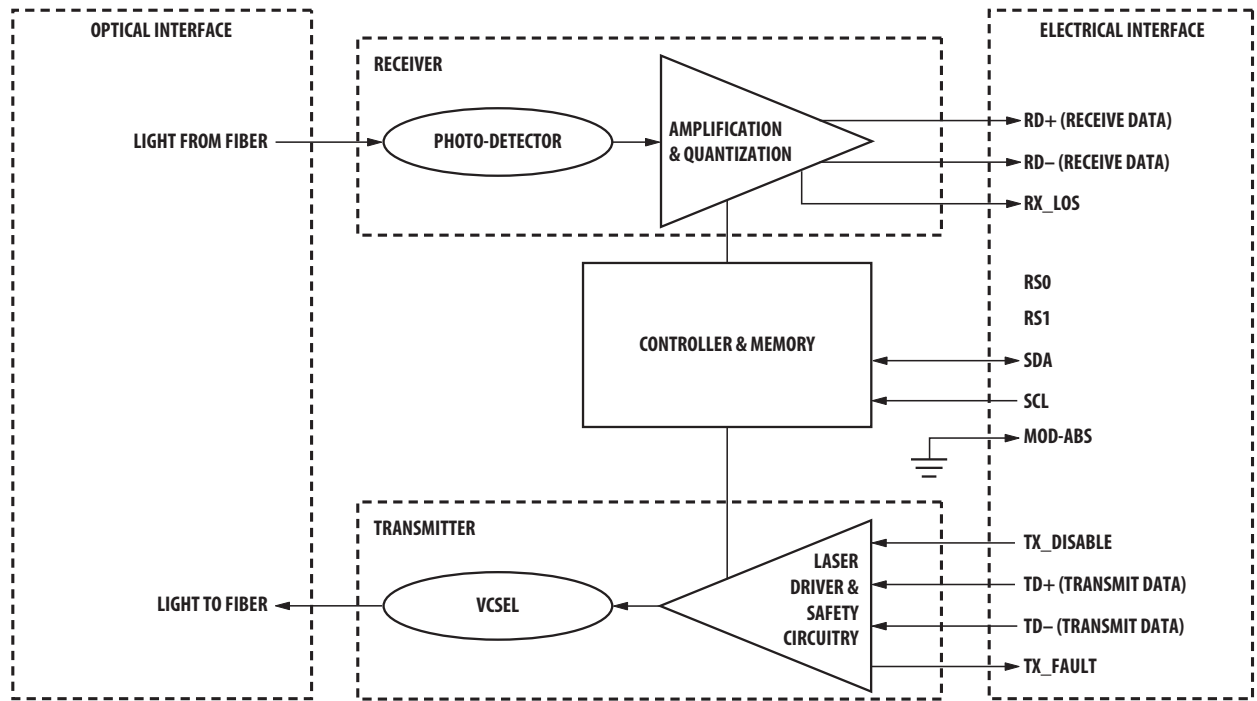 OPTICAL INTERFACE
LIGHT FROM FIBER
LIGHT TO FIBER
RECEIVER
PHOTO-DETECTOR
AMPLIFICATION
& QUANTIZATION
CONTROLLER & MEMORY
TRANSMITTER
VCSEL
LASER
DRIVER &
SAFETY
CIRCUITRY
ELECTRICAL INTERFACE
RD+ (RECEIVE DATA)
RD– (RECEIVE DATA)
RX_LOS
RS0
RS1
SDA
SCL
MOD-ABS
TX_DISABLE
TD+ (TRANSMIT DATA)
TD– (TRANSMIT DATA)
TX_FAULT